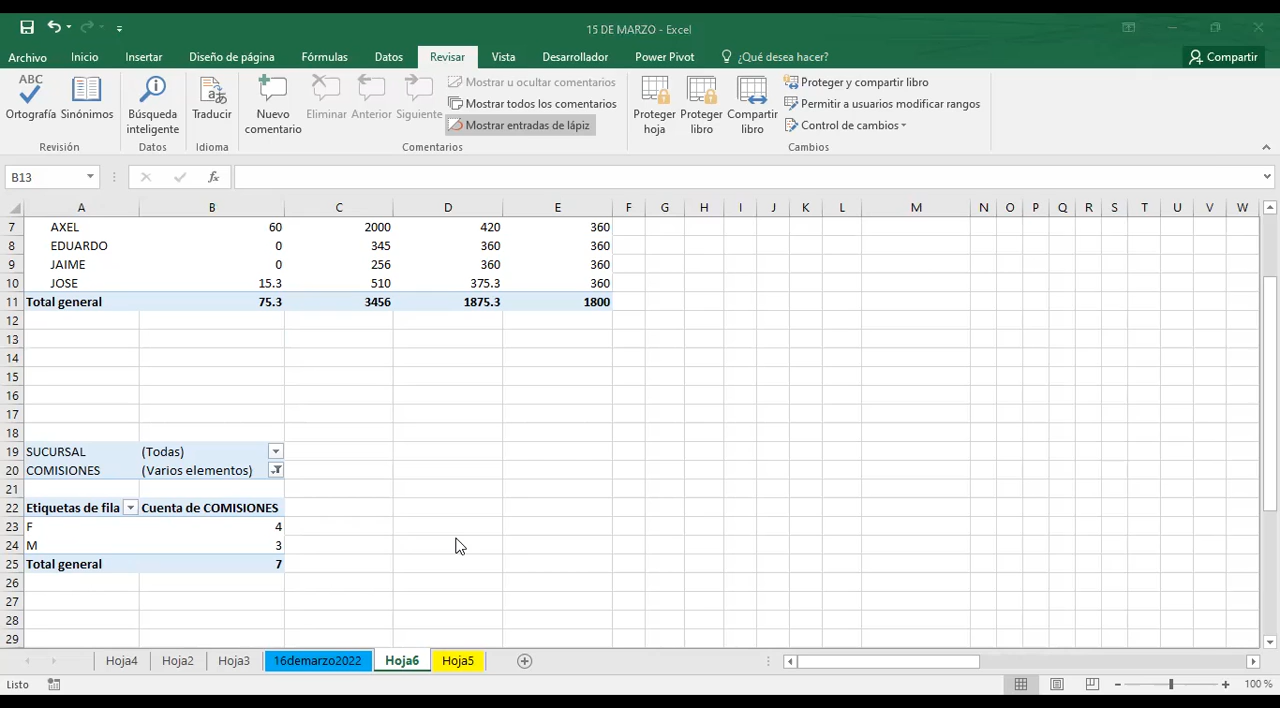 15 DE MARZO - Excel
Archivo Inicio Insertar Diseño de página Fórmulas Datos Revisar Vista Desarrollador Power Pivot ¿Qué desea hacer? Compartir
ABC
Ortografía Sinónimos Búsqueda inteligente Traducir Nuevo comentario Eliminar Anterior Siguiente
Mostrar u ocultar comentarios
Mostrar todos los comentarios
Mostrar entradas de lápiz
Proteger hoja Proteger libro Compartir libro
Proteger y compartir libro
Permitir a usuarios modificar rangos
Control de cambios
Revisión Datos Idioma Comentarios Cambios
B13 fx
A B C D E F G H I J K L M N O P Q R S T U V W
7 AXEL 60 2000 420 360
8 EDUARDO 0 345 360 360
9 JAIME 0 256 360 360
10 JOSE 15.3 510 375.3 360
11 Total general 75.3 3456 1875.3 1800
12
13
14
15
16
17
18
19 SUCURSAL (Todas)
20 COMISIONES (Varios elementos)
21
22 Etiquetas de fila Cuenta de COMISIONES
23 F 4
24 M 3
25 Total general 7
26
27
28
29
Hoja4 Hoja2 Hoja3 16demarzo2022 Hoja6 Hoja5
Listo 100 %